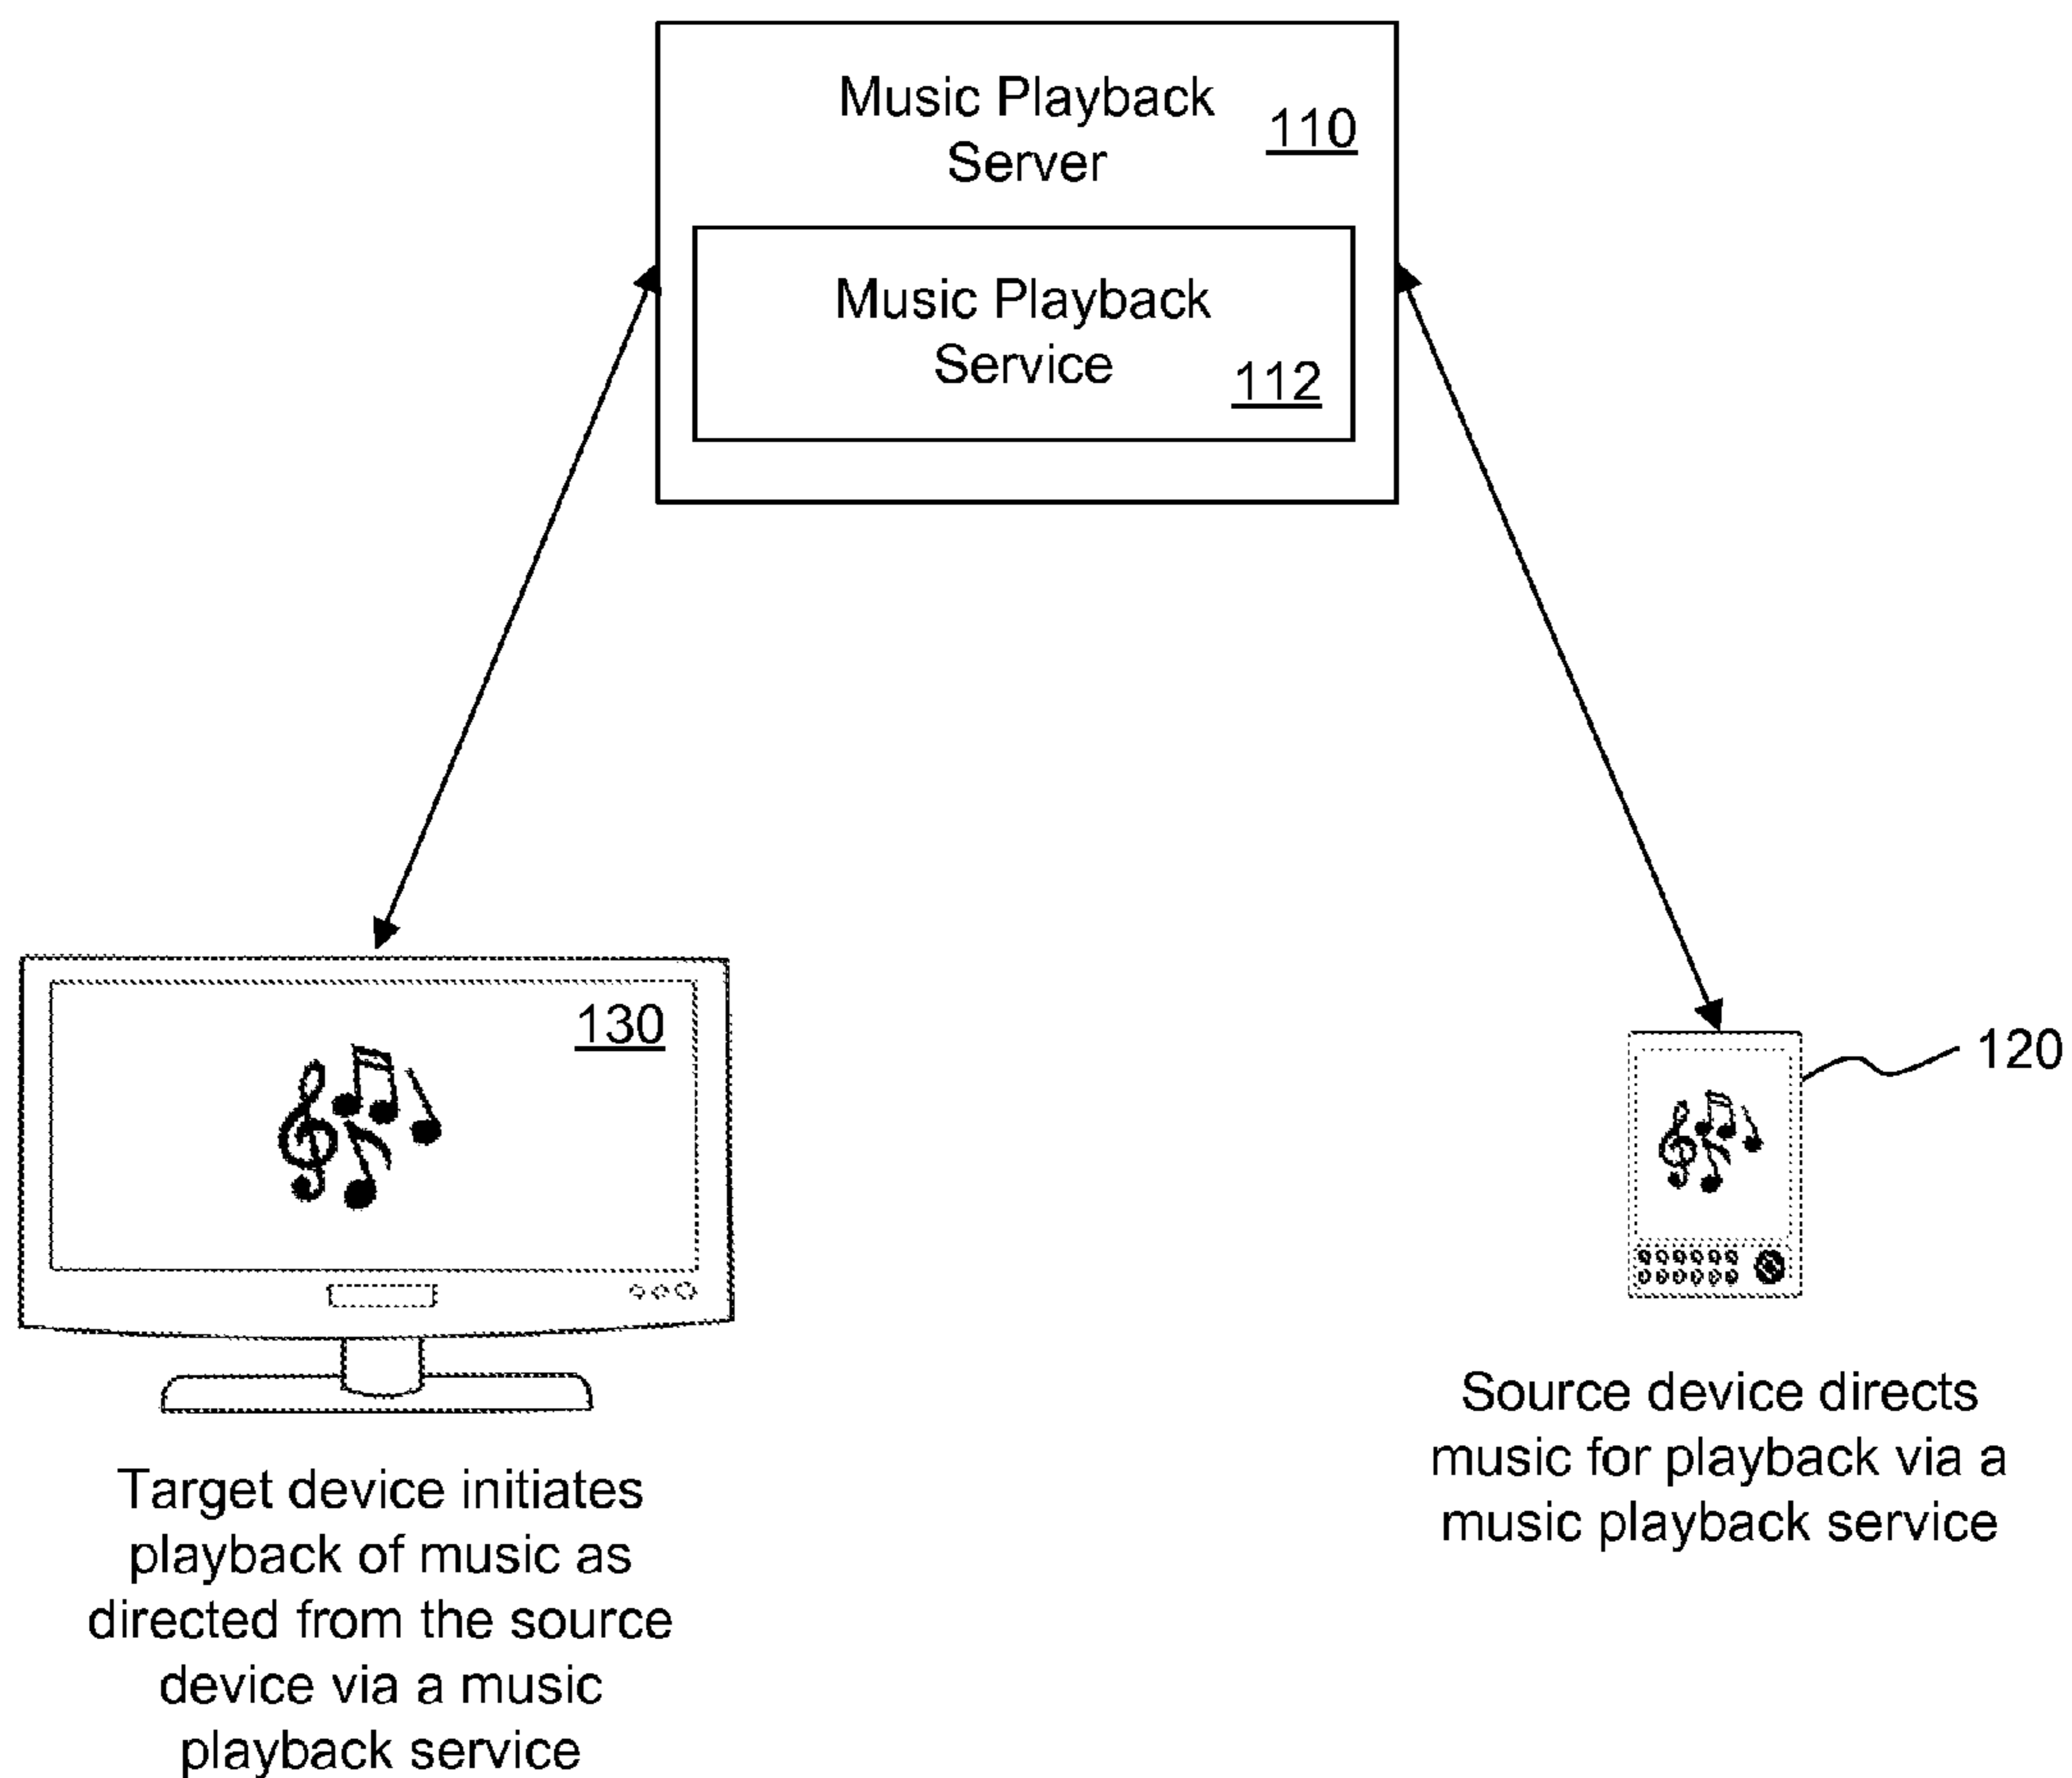 Music Playback
Server
110
Music Playback
Service
112
130
120
Target device initiates
playback of music as
directed from the source
device via a music
playback service
Source device directs
music for playback via a
music playback service